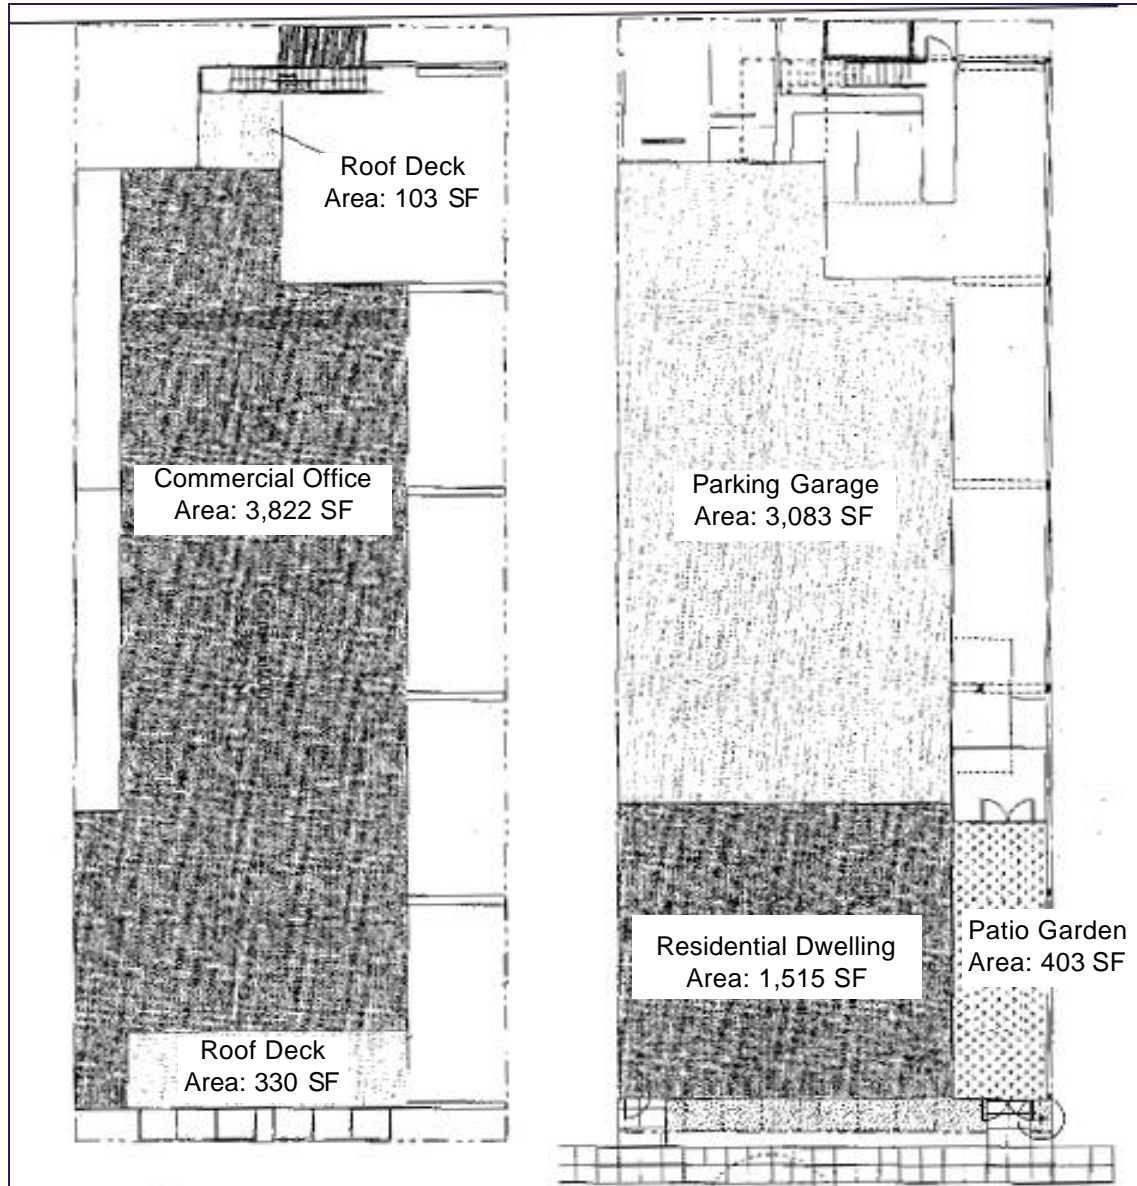 Roof Deck
Area: 103 SF
Commercial Office
Area: 3,822 SF
Roof Deck
Area: 330 SF
Parking Garage
Area: 3,083 SF
Residential Dwelling
Area: 1,515 SF
Patio Garden
Area: 403 SF